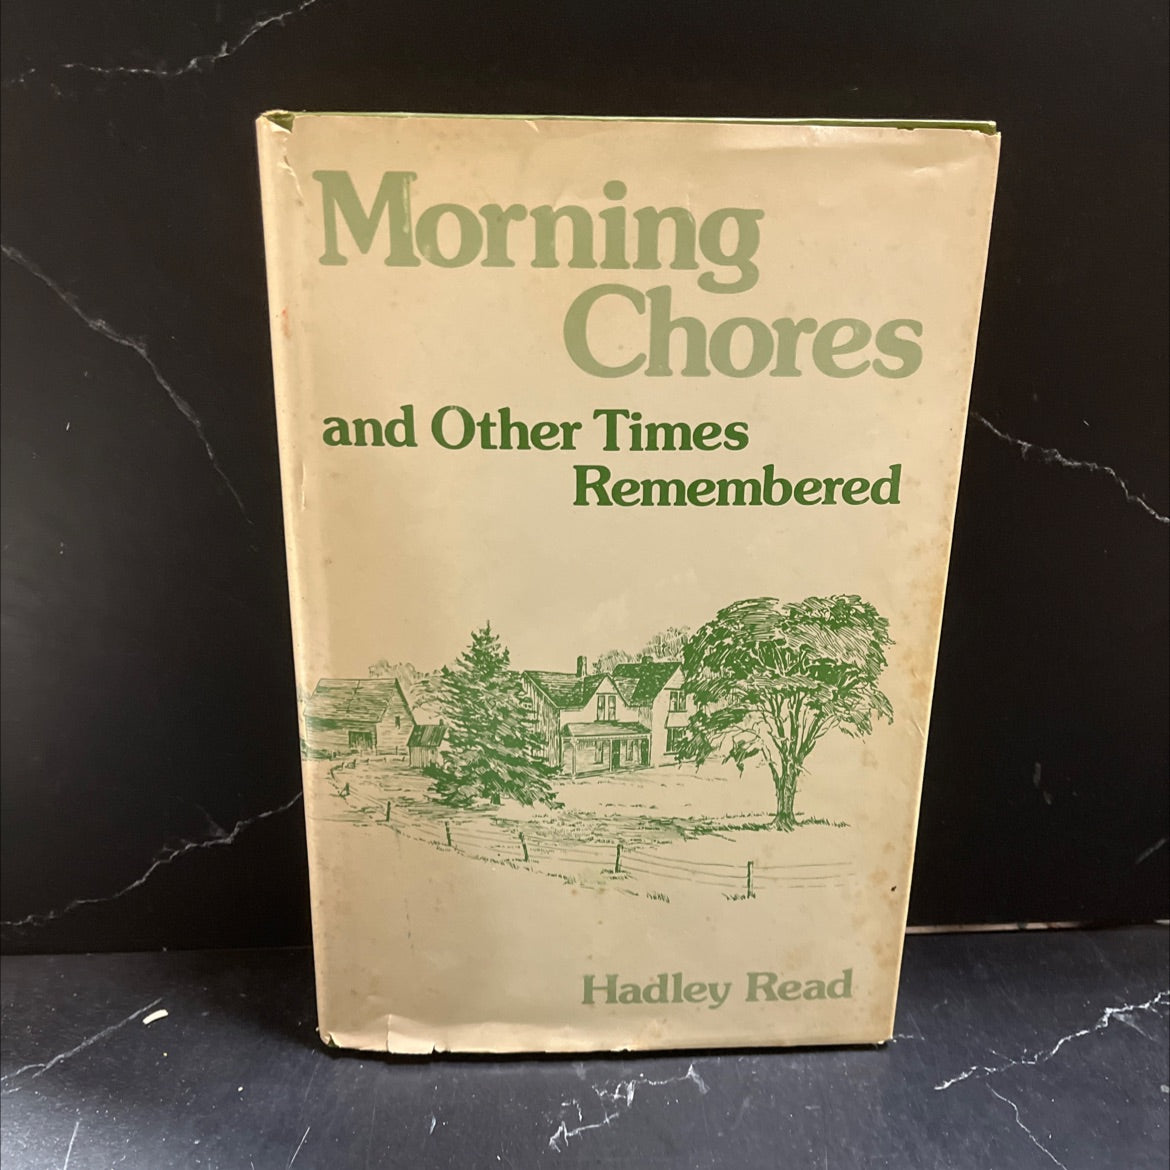 Morning
Chores
and Other Times
Remembered
Hadley Read